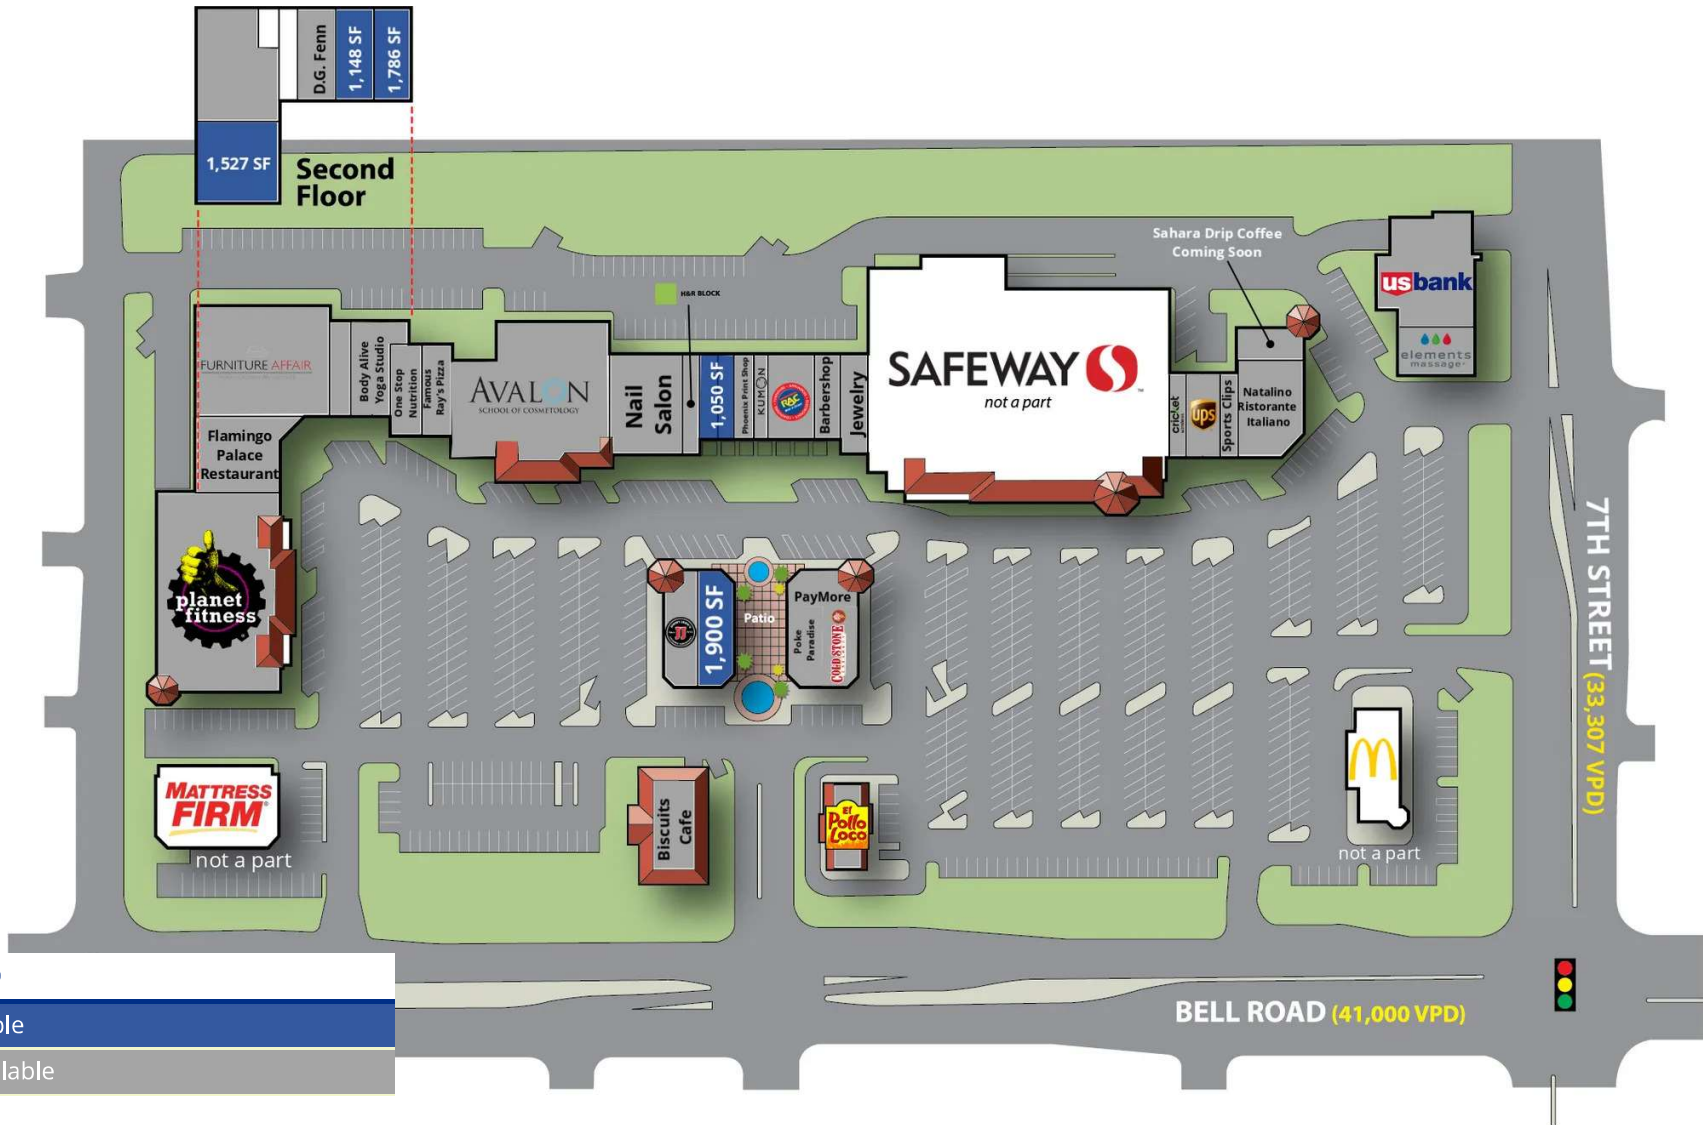 D.G. Fenn
1,148 SF
1,786 SF
1,527 SF
Second
Floor
Sahara Drip Coffee
Coming Soon
H&R BLOCK
usbank
elements
massage
FURNITURE AFFAIR
Body Alive
Yoga Studio
One Stop
Nutrition
Famous
Ray's Pizza
AVALON
SCHOOL OF COSMETOLOGY
Nail
Salon
1,050 SF
Phoenix Print Shop
KUMON
RAC
Barbershop
Jewelry
SAFEWAY
not a part
cricket
ups
Sports Clips
Natalino
Ristorante
Italiano
Flamingo
Palace
Restaurant
planet
fitness
JJ
1,900 SF
Patio
PayMore
Poke
Paradise
COLD STONE
7TH STREET (33,307 VPD)
MATTRESS
FIRM
not a part
Biscuits
Cafe
El
Pollo
Loco
not a part
BELL ROAD (41,000 VPD)
ble
lable